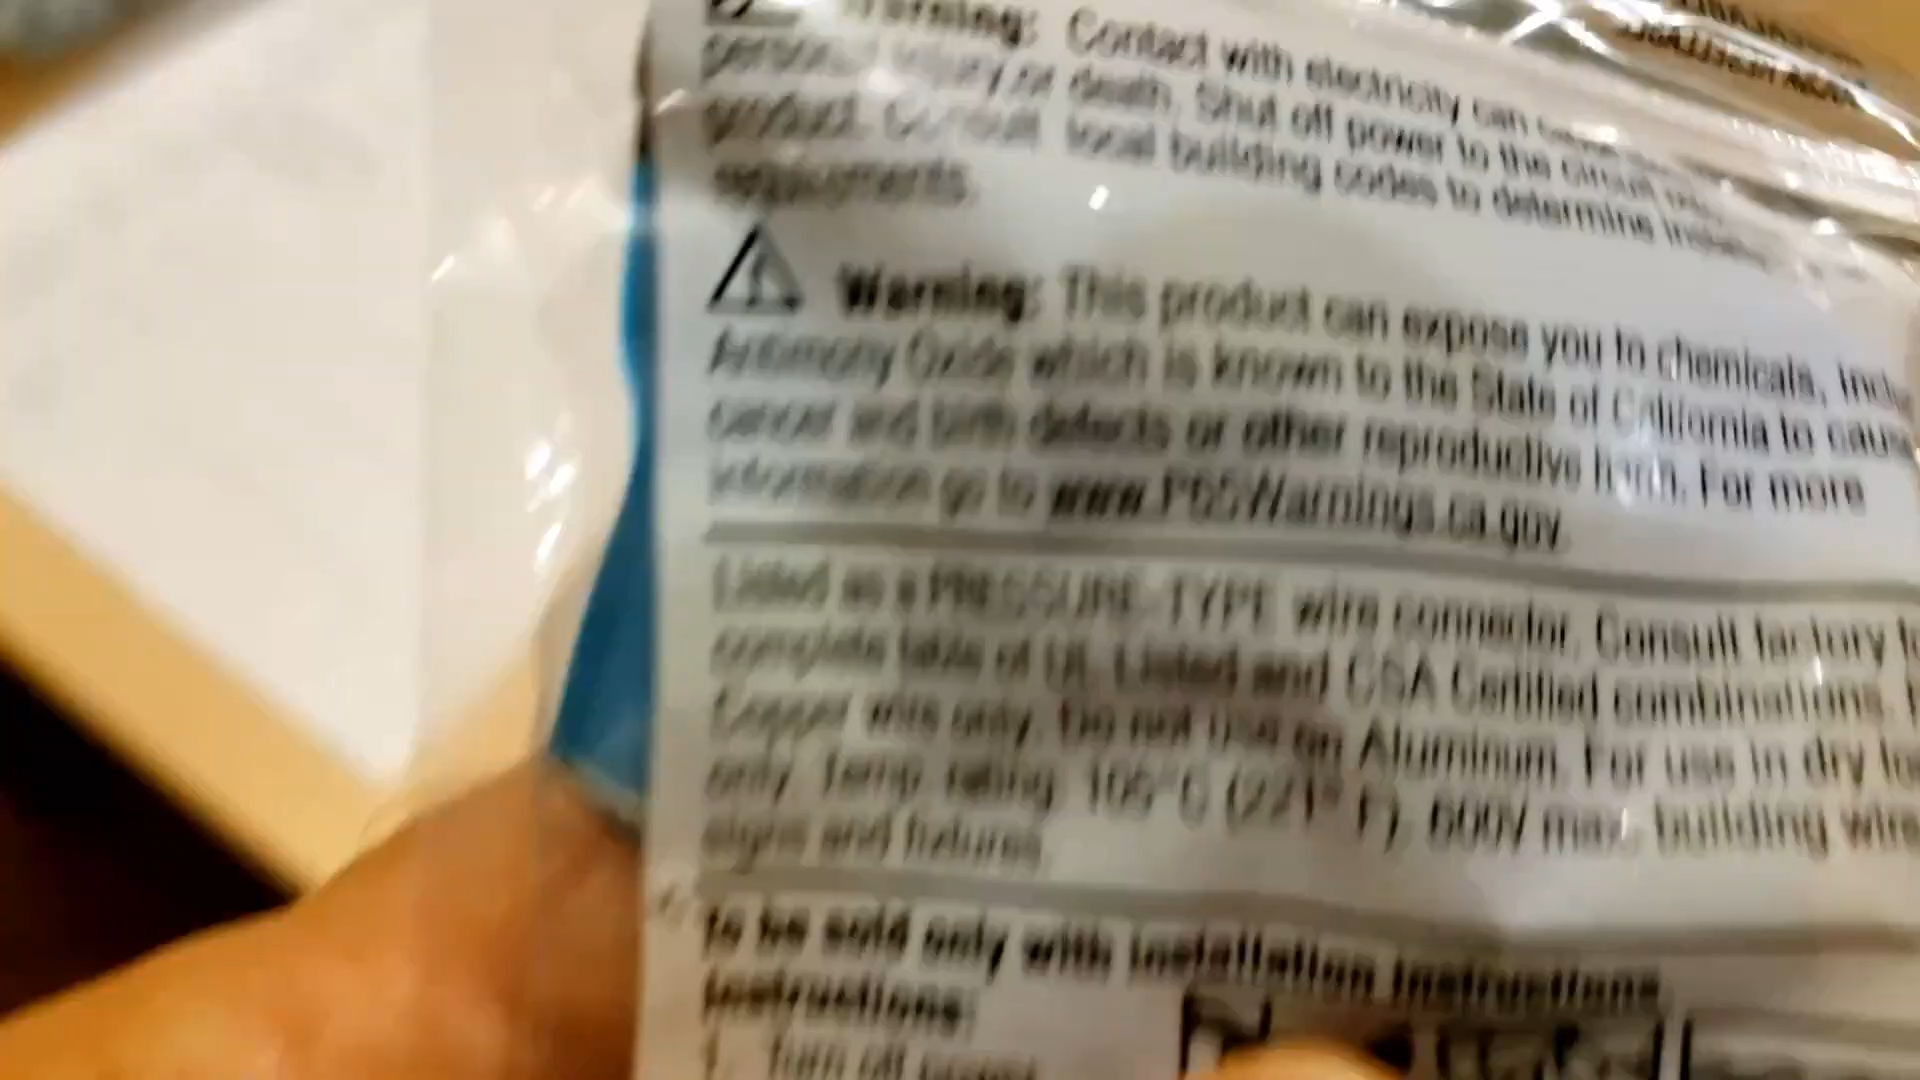 Warning: Contact with electricity can
personal injury or death. Shut off power to the circuit
product. Consult local building codes to determine
requirements.
Warning: This product can expose you to chemicals, incl
Antimony Oxide which is known to the State of California to caus
cancer and birth defects or other reproductive harm. For more
information go to www.P65Warnings.ca.gov.
Listed as a PRESSURE-TYPE wire connector. Consult factory fo
complete table of UL Listed and CSA Certified combinations.
Copper wire only. Do not use on Aluminum. For use in dry lo
only. Temp. rating 105°C (221°F). 600V max. building wire
signs and fixtures.
To be sold only with installation instructions
Instructions:
1. Turn off power